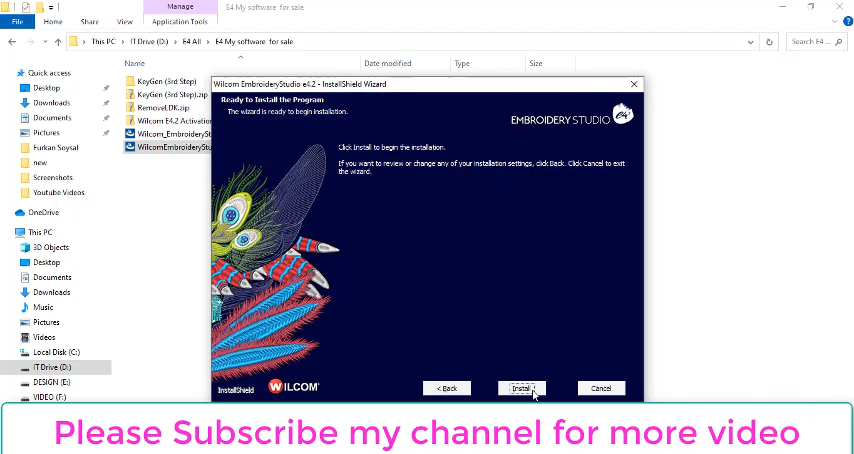 Manage
E4 My software for sale
File
Home
Share
View
Application Tools
This PC
IT Drive (D:)
E4 All
E4 My software for sale
Search E4 ...
Name
Date modified
Type
Size
Quick access
Desktop
Downloads
Documents
Pictures
Furkan Soysal
new
Screenshots
Youtube Videos
OneDrive
This PC
3D Objects
Desktop
Documents
Downloads
Music
Pictures
Videos
Local Disk (C:)
IT Drive (D:)
DESIGN (E:)
VIDEO (F:)
KeyGen (3rd Step)
KeyGen (3rd Step).zip
RemoveLDK.zip
Wilcom E4.2 Activation
Wilcom_EmbroiderySt
WilcomEmbroiderySt
Wilcom EmbroideryStudio e4.2 - InstallShield Wizard
Ready to Install the Program
The wizard is ready to begin installation.
EMBROIDERY STUDIO e4
Click Install to begin the installation.
If you want to review or change any of your installation settings, click Back. Click Cancel to exit
the wizard.
InstallShield
WILCOM
< Back
Install
Cancel
Please Subscribe my channel for more video